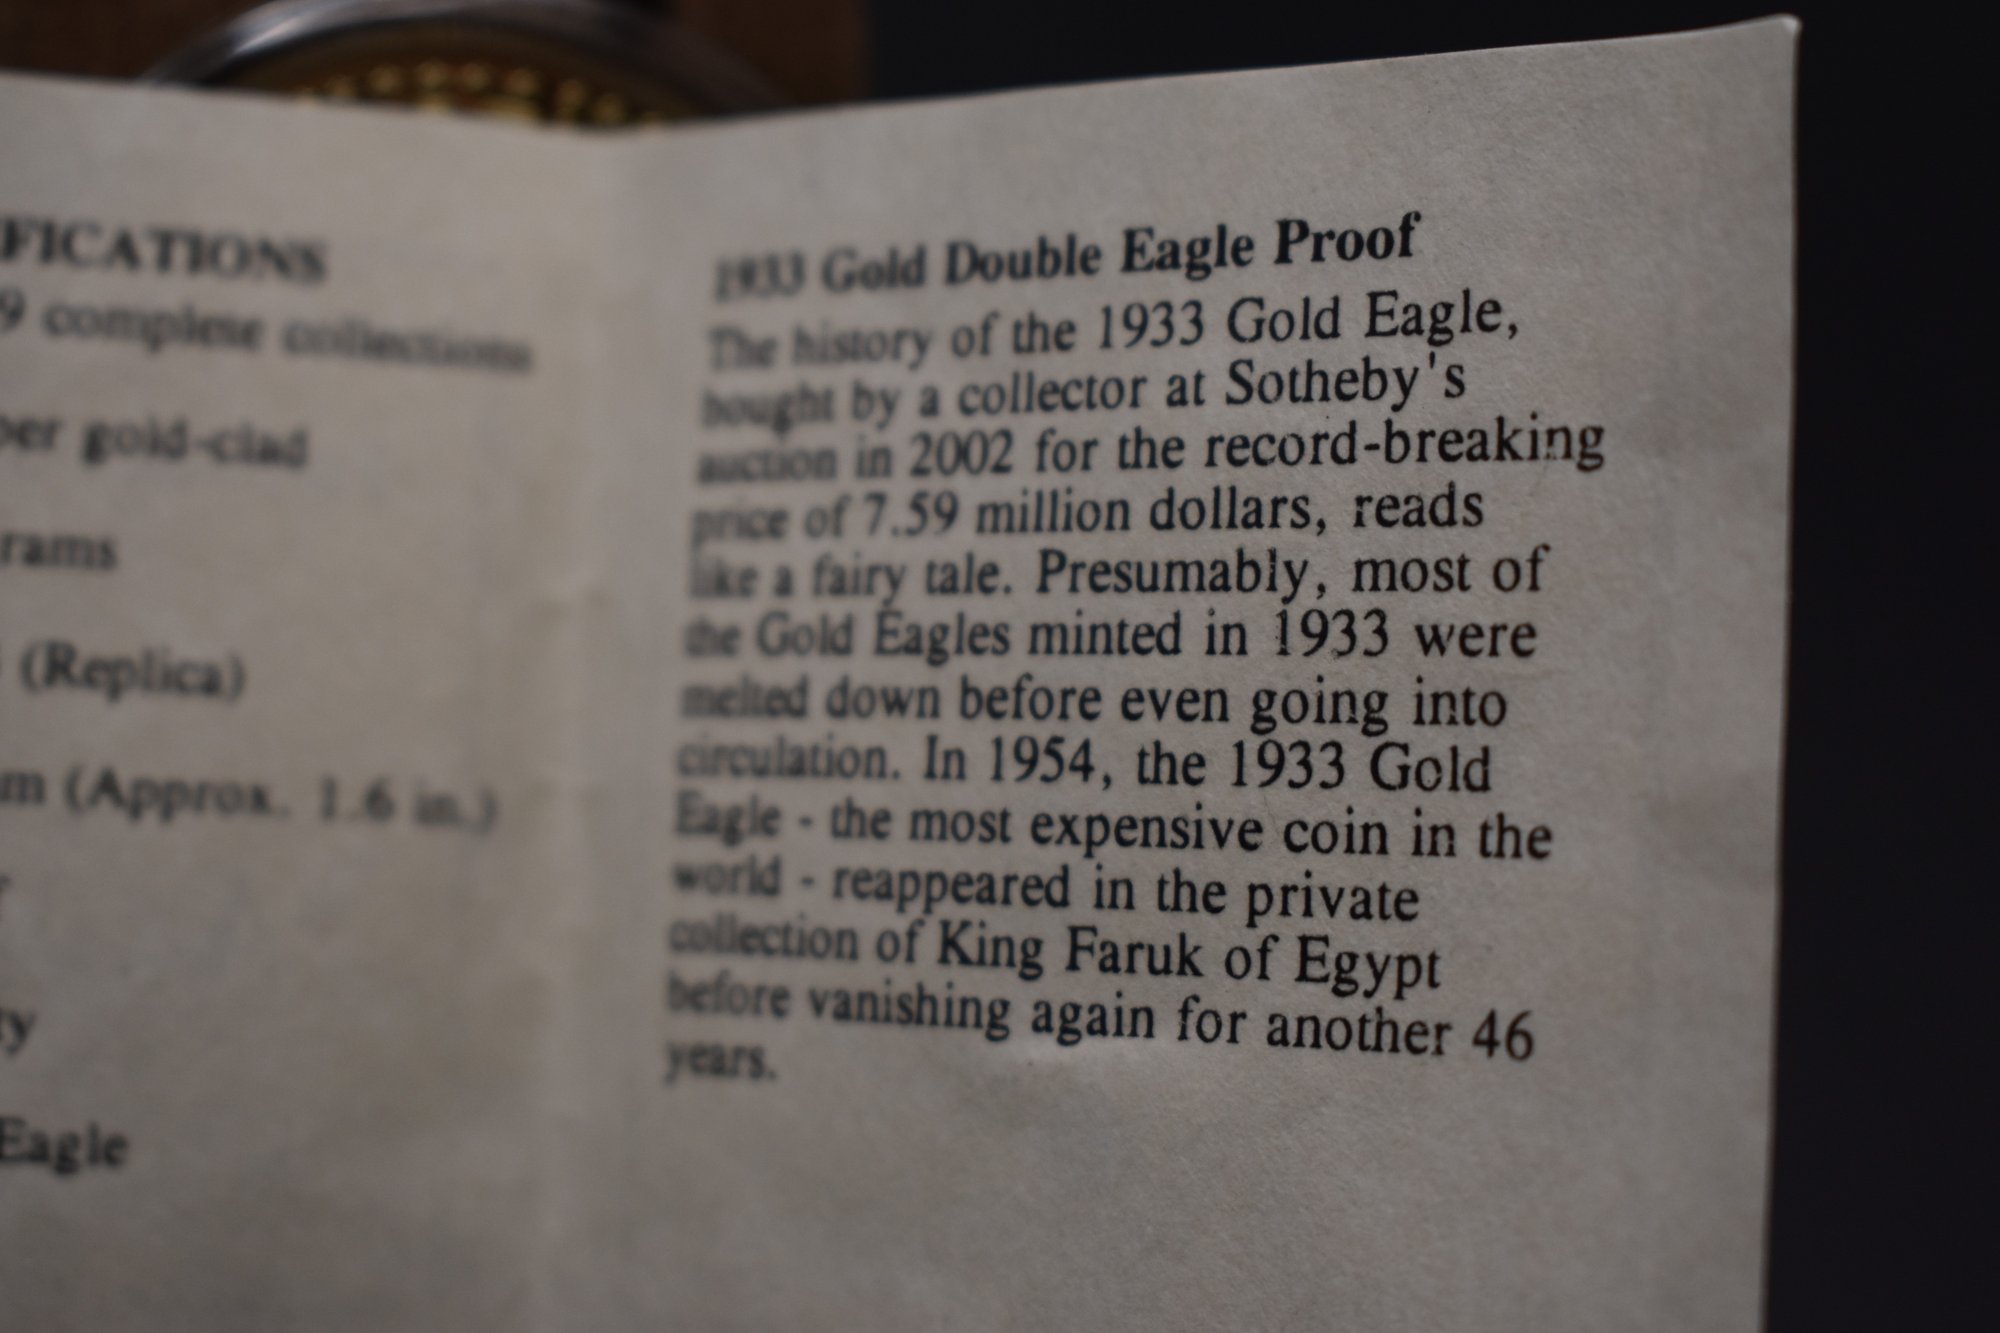 FICATIONS
9 complete collections
per gold-clad
rams
(Replica)
m (Approx. 1.6 in.)
ty
Eagle
1933 Gold Double Eagle Proof
The history of the 1933 Gold Eagle,
bought by a collector at Sotheby's
auction in 2002 for the record-breaking
price of 7.59 million dollars, reads
like a fairy tale. Presumably, most of
the Gold Eagles minted in 1933 were
melted down before even going into
circulation. In 1954, the 1933 Gold
Eagle - the most expensive coin in the
world - reappeared in the private
collection of King Faruk of Egypt
before vanishing again for another 46
years.